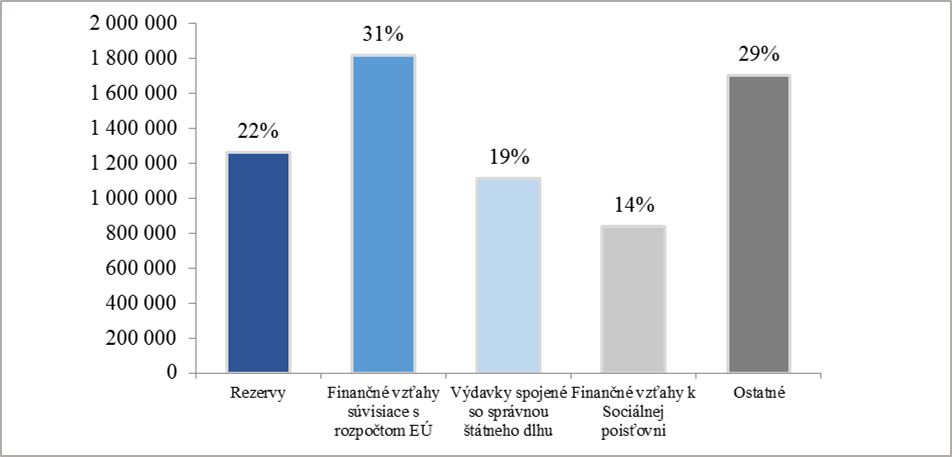 2 000 000
1 800 000
1 600 000
1 400 000
1 200 000
1 000 000
800 000
600 000
400 000
200 000
0
22%
31%
19%
14%
29%
Rezervy
Finančné vzťahy
súvisiace s
rozpočtom EÚ
Výdavky spojené
so správnou
štátneho dlhu
Finančné vzťahy k
Sociálnej
poisťovni
Ostatné